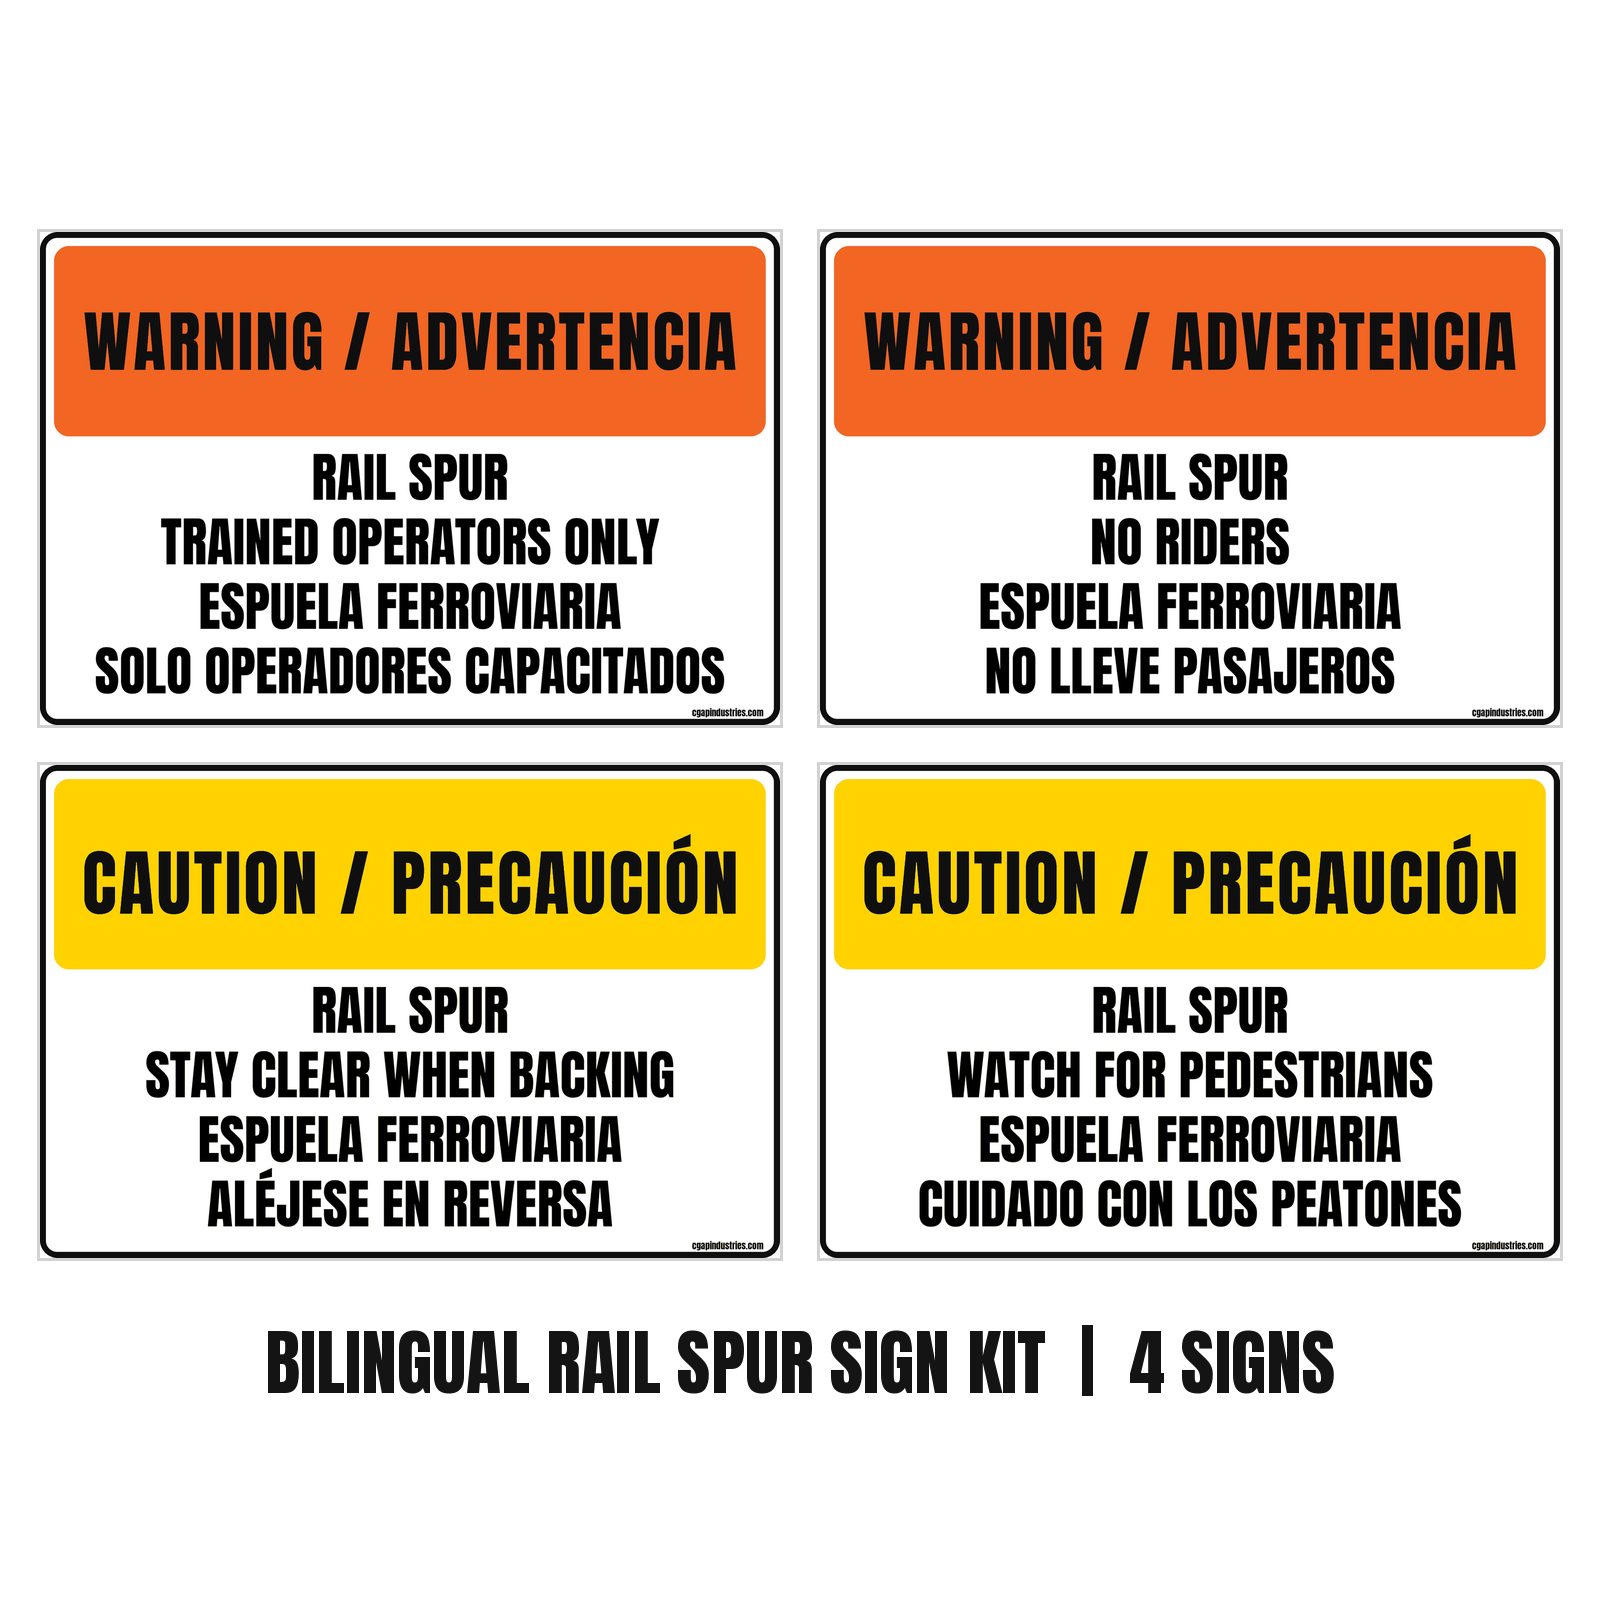 WARNING / ADVERTENCIA
RAIL SPUR
TRAINED OPERATORS ONLY
ESPUELA FERROVIARIA
SOLO OPERADORES CAPACITADOS
cgapindustries.com
WARNING / ADVERTENCIA
RAIL SPUR
NO RIDERS
ESPUELA FERROVIARIA
NO LLEVE PASAJEROS
cgapindustries.com
CAUTION / PRECAUCIÓN
RAIL SPUR
STAY CLEAR WHEN BACKING
ESPUELA FERROVIARIA
ALÉJESE EN REVERSA
cgapindustries.com
CAUTION / PRECAUCIÓN
RAIL SPUR
WATCH FOR PEDESTRIANS
ESPUELA FERROVIARIA
CUIDADO CON LOS PEATONES
cgapindustries.com
BILINGUAL RAIL SPUR SIGN KIT | 4 SIGNS